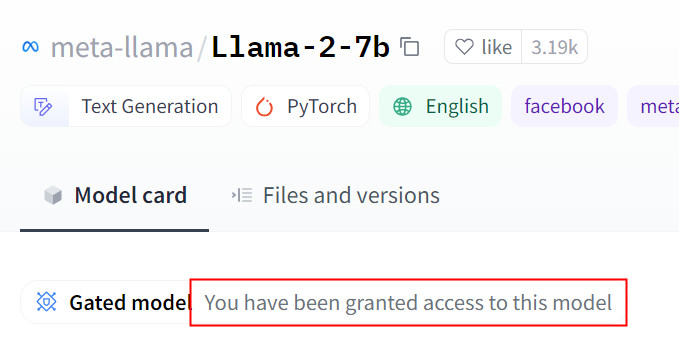 meta-llama/Llama-2-7b like 3.19k
Text Generation PyTorch English facebook meta
Model card Files and versions
Gated model You have been granted access to this model